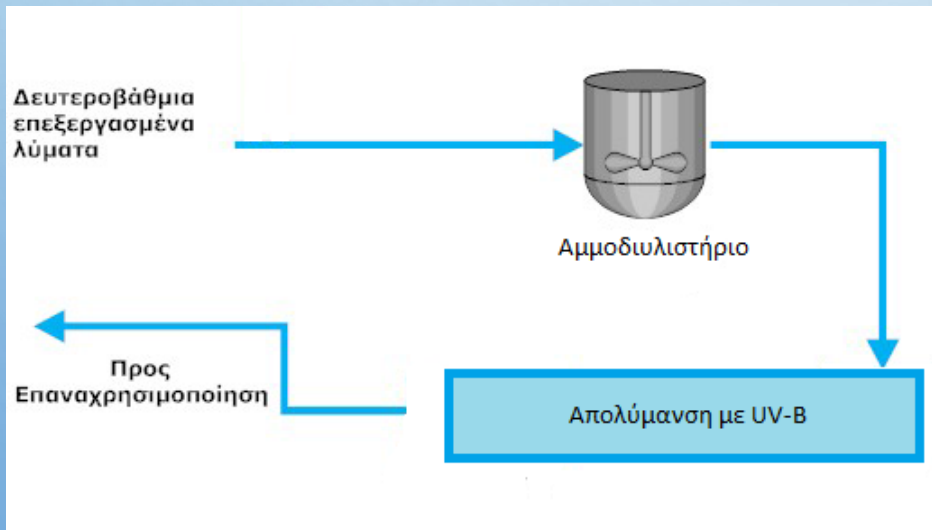 Δευτεροβάθμια
επεξεργασμένα
λύματα
Αμμοδιυλιστήριο
Προς
Επαναχρησιμοποίηση
Απολύμανση με UV-B